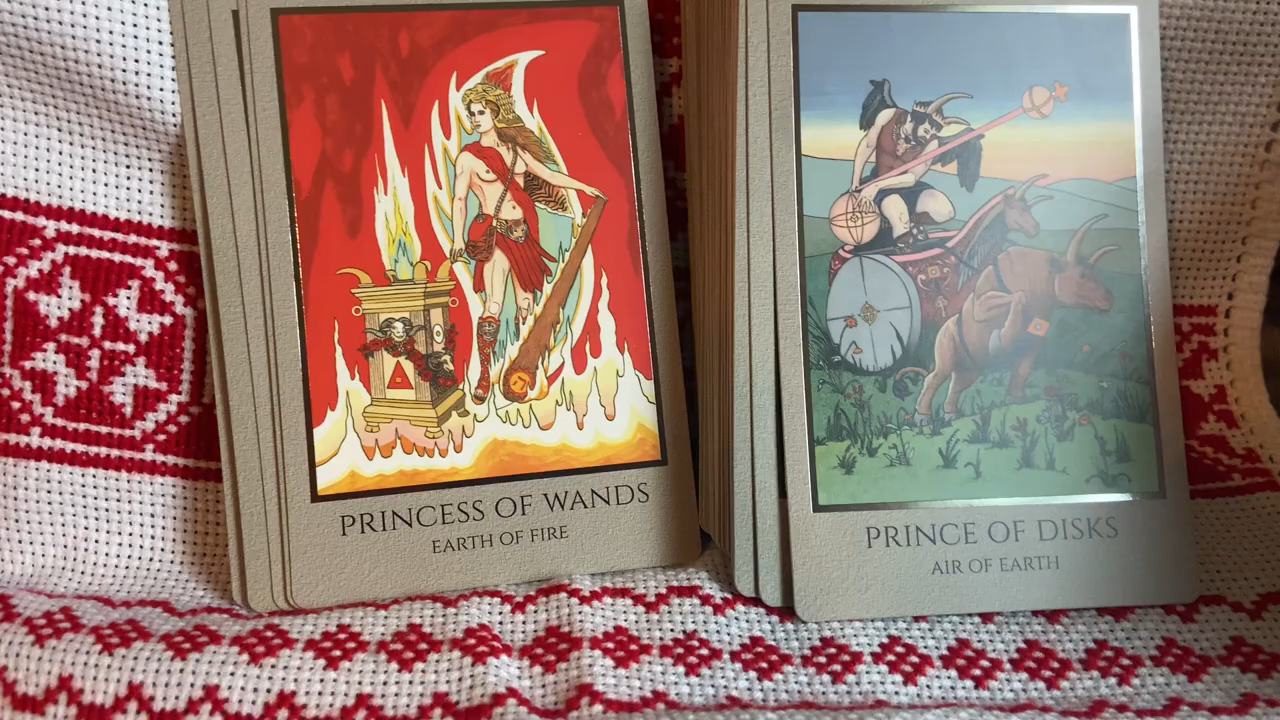 PRINCESS OF WANDS
EARTH OF FIRE
PRINCE OF DISKS
AIR OF EARTH